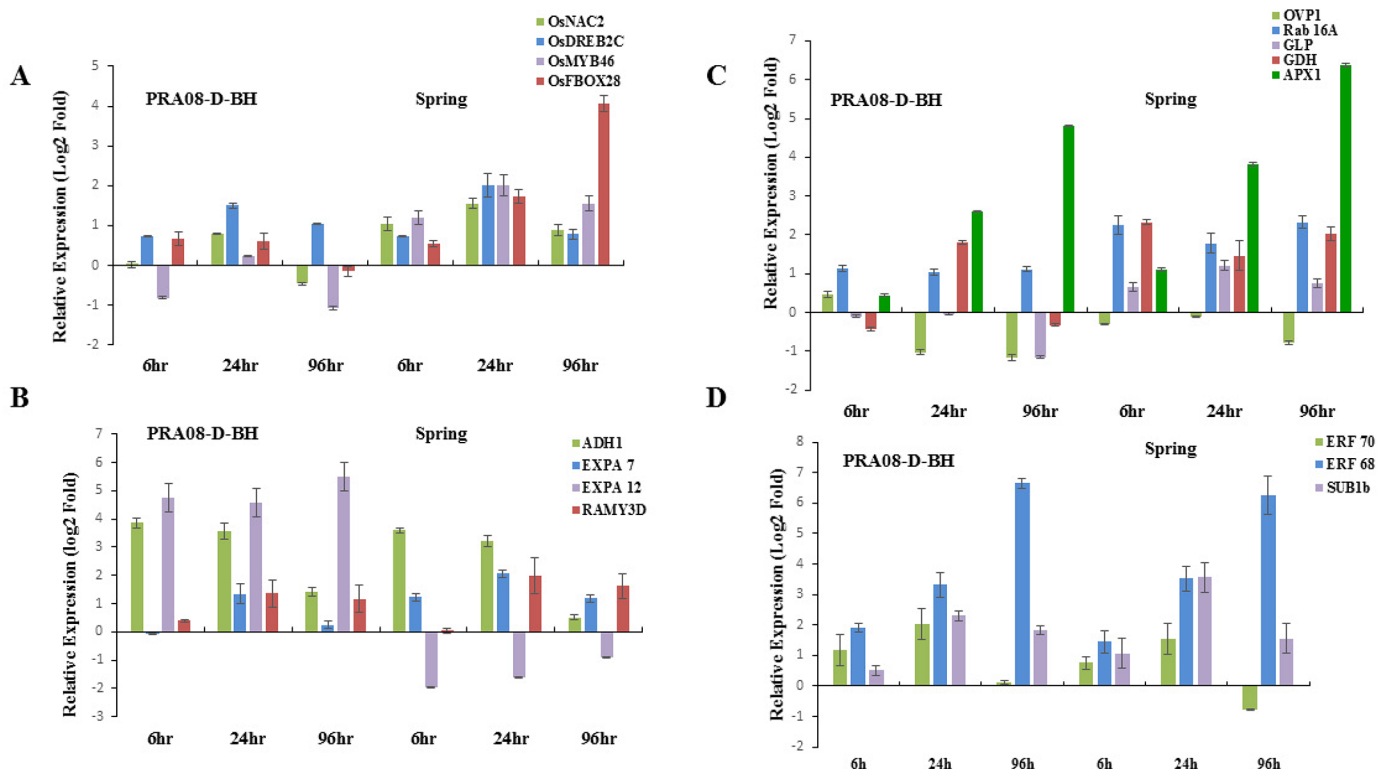 A
OsNAC2
OsDREB2C
OsMYB46
OsFBOX28
PRA08-D-BH
Spring
Relative Expression (Log2 Fold)
5
4
3
2
1
0
-1
-2
6hr
24hr
96hr
6hr
24hr
96hr
B
PRA08-D-BH
Spring
ADH1
EXPA 7
EXPA 12
RAMY3D
Relative Expression (log2 Fold)
7
6
5
4
3
2
1
0
-1
-2
-3
6hr
24hr
96hr
6hr
24hr
96hr
C
OVP1
Rab 16A
GLP
GDH
APX1
PRA08-D-BH
Spring
Relative Expression (Log2 Fold)
7
6
5
4
3
2
1
0
-1
-2
6hr
24hr
96hr
6hr
24hr
96hr
D
PRA08-D-BH
Spring
ERF 70
ERF 68
SUB1b
Relative Expression (Log2 Fold)
8
7
6
5
4
3
2
1
0
-1
-2
6h
24h
96h
6h
24h
96h